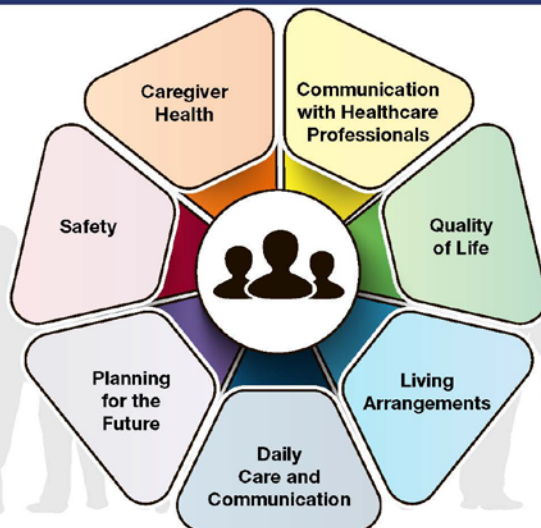 Caregiver
Health
Communication
with Healthcare
Professionals
Quality
of Life
Living
Arrangements
Daily
Care and
Communication
Planning
for the
Future
Safety